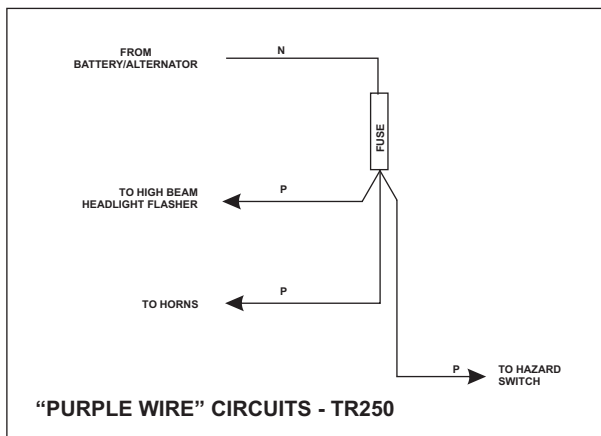 FROM
BATTERY/ALTERNATOR
N
FUSE
TO HIGH BEAM
HEADLIGHT FLASHER
P
TO HORNS
P
P
TO HAZARD
SWITCH
“PURPLE WIRE” CIRCUITS - TR250